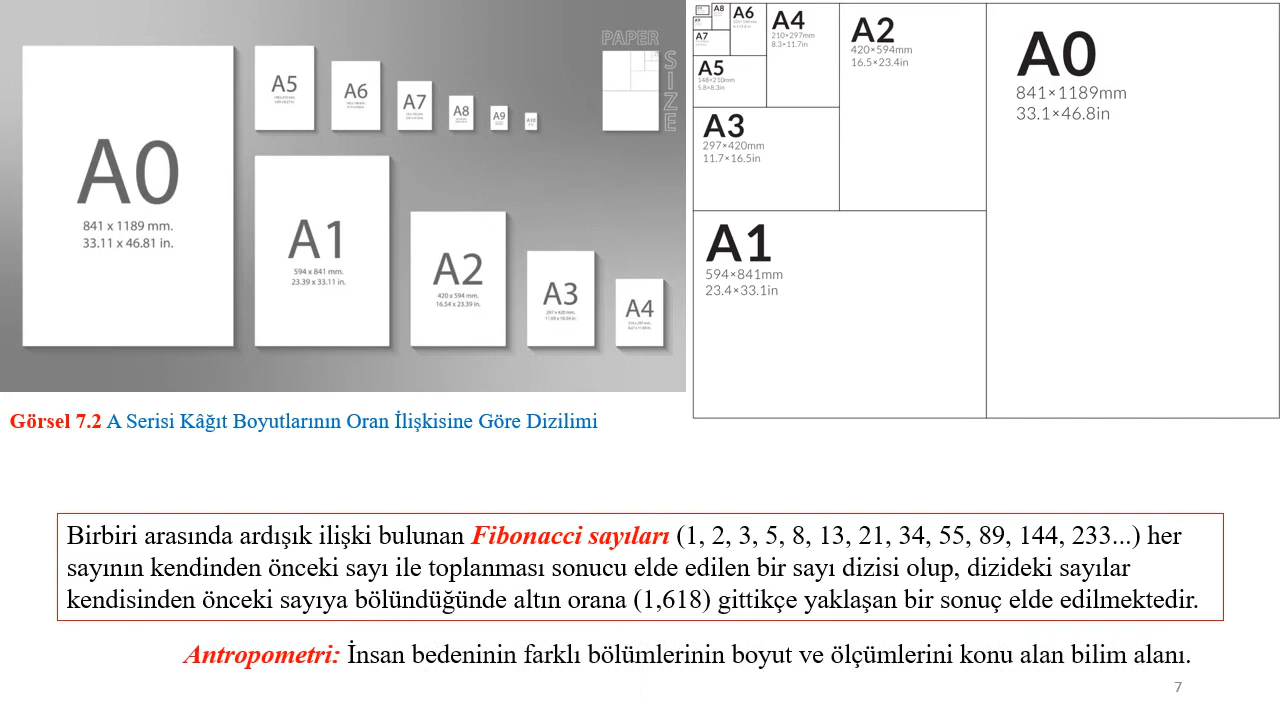 A0
841 x 1189 mm.
33.11 x 46.81 in.
A5
A6
A7
A8
A9
A10
PAPER
SIZE
A1
594 x 841 mm.
23.39 x 33.11 in.
A2
420 x 594 mm.
16.54 x 23.39 in.
A3
297 x 420 mm.
11.69 x 16.54 in.
A4
A8
A6
A7
A5
148×210mm
5.8×8.3in
A4
210×297mm
8.3×11.7in
A3
297×420mm
11.7×16.5in
A2
420×594mm
16.5×23.4in
A1
594×841mm
23.4×33.1in
A0
841×1189mm
33.1×46.8in
Görsel 7.2 A Serisi Kâğıt Boyutlarının Oran İlişkisine Göre Dizilimi
Birbiri arasında ardışık ilişki bulunan Fibonacci sayıları (1, 2, 3, 5, 8, 13, 21, 34, 55, 89, 144, 233...) her
sayının kendinden önceki sayı ile toplanması sonucu elde edilen bir sayı dizisi olup, dizideki sayılar
kendisinden önceki sayıya bölündüğünde altın orana (1,618) gittikçe yaklaşan bir sonuç elde edilmektedir.
Antropometri: İnsan bedeninin farklı bölümlerinin boyut ve ölçümlerini konu alan bilim alanı.
7